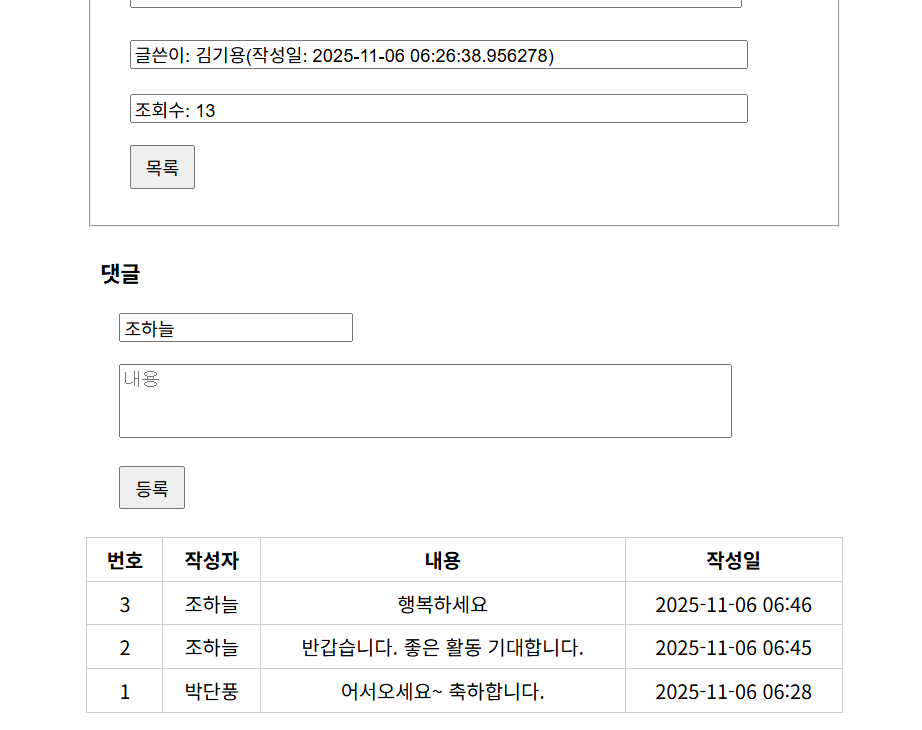 글쓴이: 김기용(작성일: 2025-11-06 06:26:38.956278)
조회수: 13
목록
댓글
조하늘
내용
등록
번호 작성자 내용 작성일
3 조하늘 행복하세요 2025-11-06 06:46
2 조하늘 반갑습니다. 좋은 활동 기대합니다. 2025-11-06 06:45
1 박단풍 어서오세요~ 축하합니다. 2025-11-06 06:28